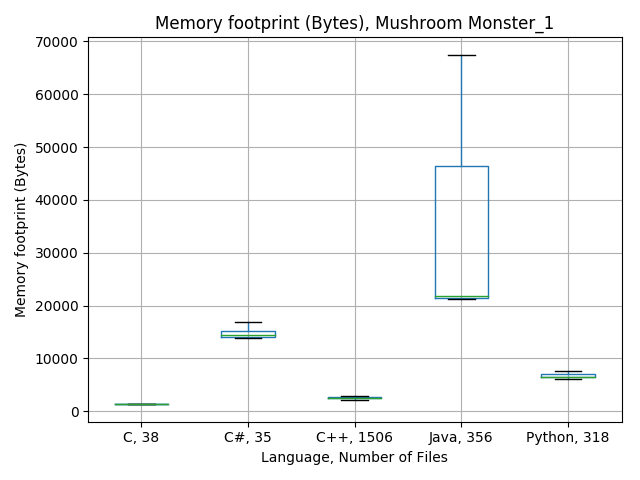 Memory footprint (Bytes), Mushroom Monster_1
70000
60000
50000
40000
30000
20000
10000
0
Memory footprint (Bytes)
C, 38
C#, 35
C++, 1506
Java, 356
Python, 318
Language, Number of Files